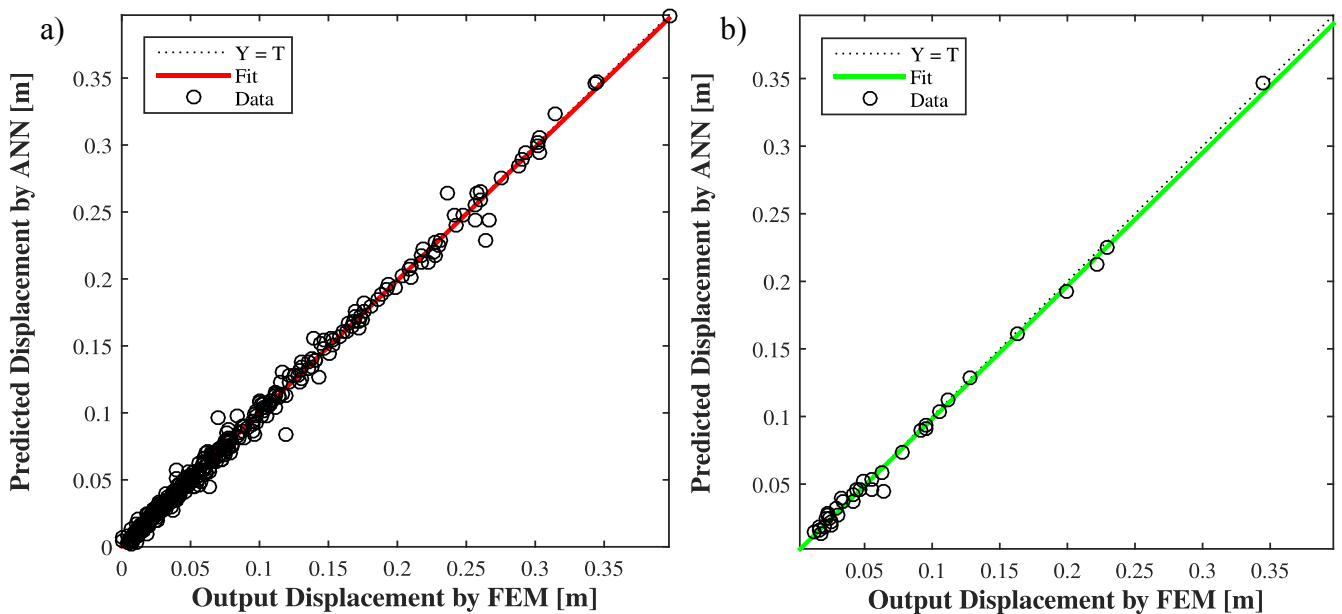 a)
Predicted Displacement by ANN [m]
Y = T
Fit
Data
0.35
0.3
0.25
0.2
0.15
0.1
0.05
0
0 0.05 0.1 0.15 0.2 0.25 0.3 0.35
Output Displacement by FEM [m]
b)
Predicted Displacement by ANN [m]
Y = T
Fit
Data
0.35
0.3
0.25
0.2
0.15
0.1
0.05
0.05 0.1 0.15 0.2 0.25 0.3 0.35
Output Displacement by FEM [m]